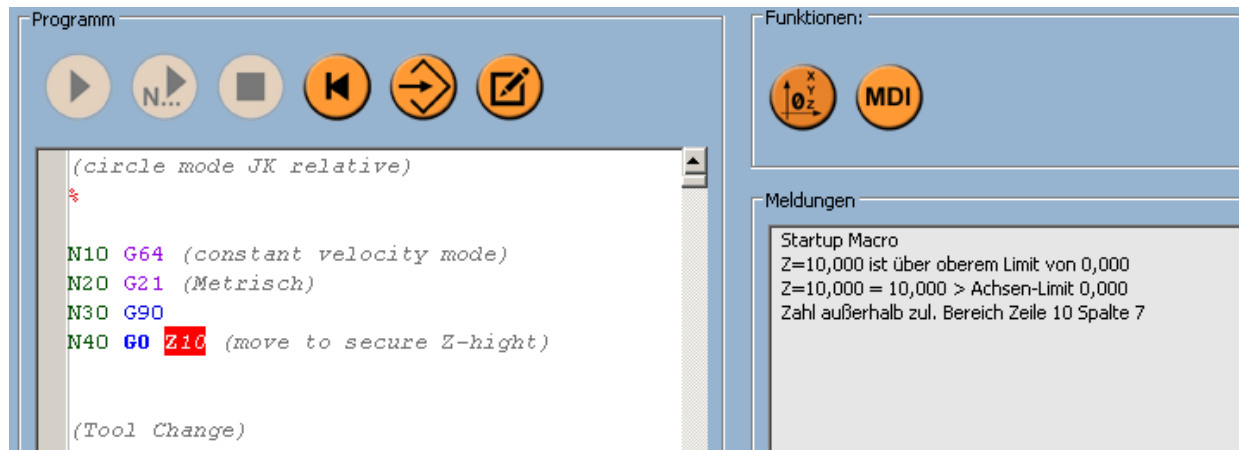 Programm
N...
(circle mode JK relative)
%
N10 G64 (constant velocity mode)
N20 G21 (Metrisch)
N30 G90
N40 G0 Z10 (move to secure Z-hight)
(Tool Change)
Funktionen:
X
Y
0 Z
MDI
Meldungen
Startup Macro
Z=10,000 ist über oberem Limit von 0,000
Z=10,000 = 10,000 > Achsen-Limit 0,000
Zahl außerhalb zul. Bereich Zeile 10 Spalte 7